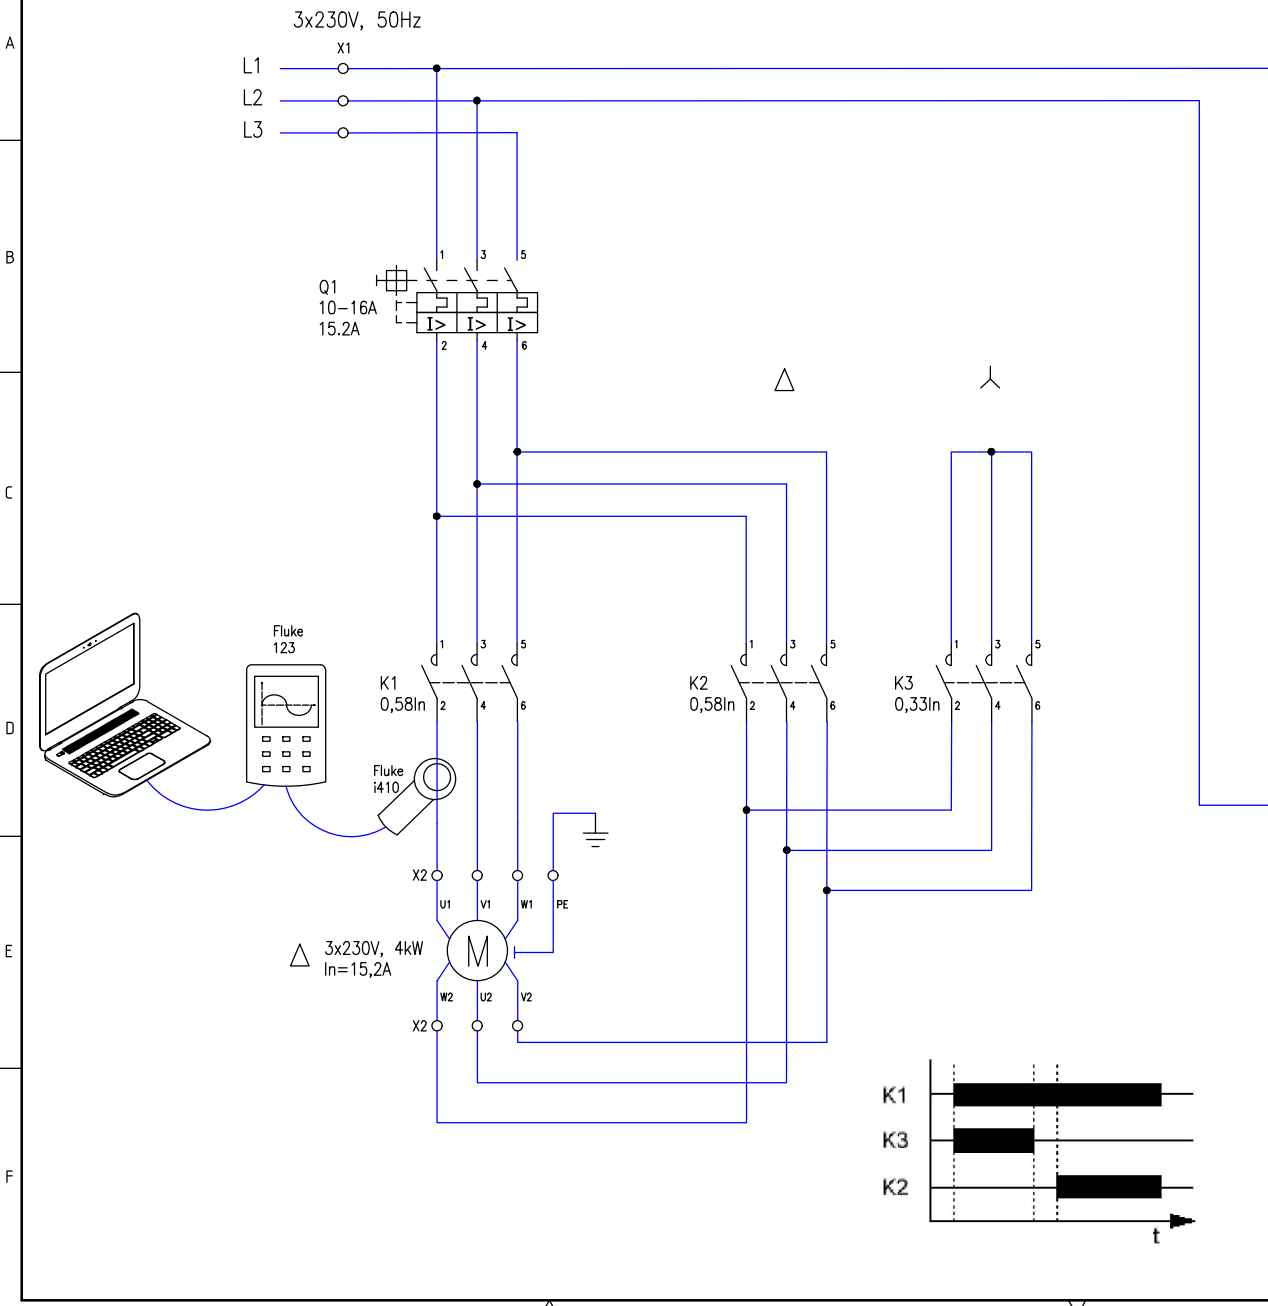 3x230V, 50Hz
A
X1
L1
L2
L3
B
1 3 5
Q1
10-16A
15.2A
I> I> I>
2 4 6
C
Fluke
123
1 3 5
1 3 5
1 3 5
K1
0,58In
2 4 6
K2
0,58In
2 4 6
K3
0,33In
2 4 6
D
Fluke
i410
X2
U1 V1 W1 PE
E
3x230V, 4kW
In=15,2A
M
W2 U2 V2
X2
K1
K3
K2
F
t